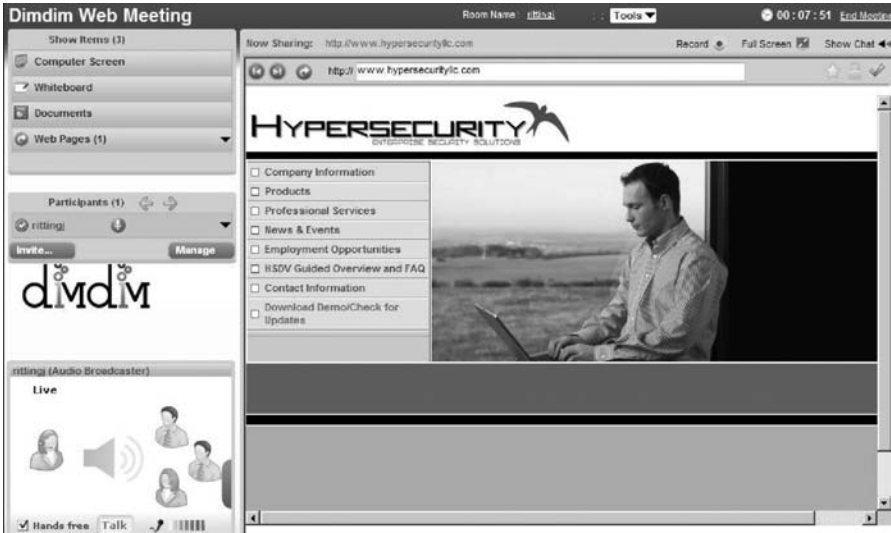 Dimdim Web Meeting
Room Name: rittingj : : Tools 00:07:51 End Meeting
Show Items (3)
Computer Screen
Whiteboard
Documents
Web Pages (1)
Participants (1)
rittingj
Invite... Manage
dimdim
rittingj (Audio Broadcaster)
Live
Hands free Talk
Now Sharing: http://www.hypersecurityllc.com Record Full Screen Show Chat
http:// www.hypersecurityllc.com
HYPERSECURITY
ENTERPRISE SECURITY SOLUTIONS
Company Information
Products
Professional Services
News & Events
Employment Opportunities
HSDV Guided Overview and FAQ
Contact Information
Download Demo/Check for
Updates